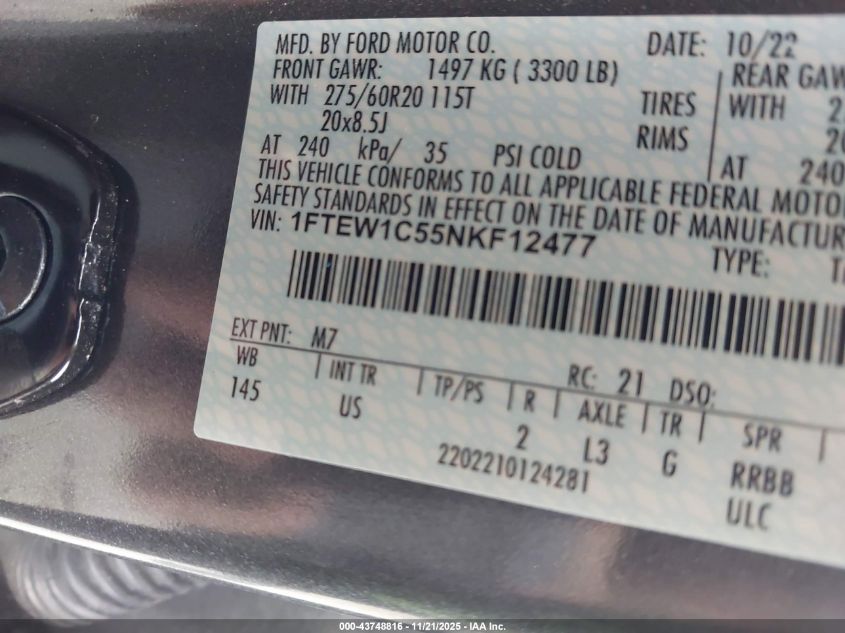 MFD. BY FORD MOTOR CO. DATE: 10/22
FRONT GAWR: 1497 KG ( 3300 LB) REAR GAW
WITH 275/60R20 115T TIRES WITH 2
20x8.5J RIMS 20
AT 240 kPa/ 35 PSI COLD AT 240
THIS VEHICLE CONFORMS TO ALL APPLICABLE FEDERAL MOTO
SAFETY STANDARDS IN EFFECT ON THE DATE OF MANUFACTUR
VIN: 1FTEW1C55NKF12477 TYPE: T
EXT PNT: M7 RC: 21 DSO:
WB INT TR TP/PS R AXLE TR SPR
145 US 2 L3 G RRBB
2202210124281 ULC
000-43748816 - 11/21/2025 - IAA Inc.